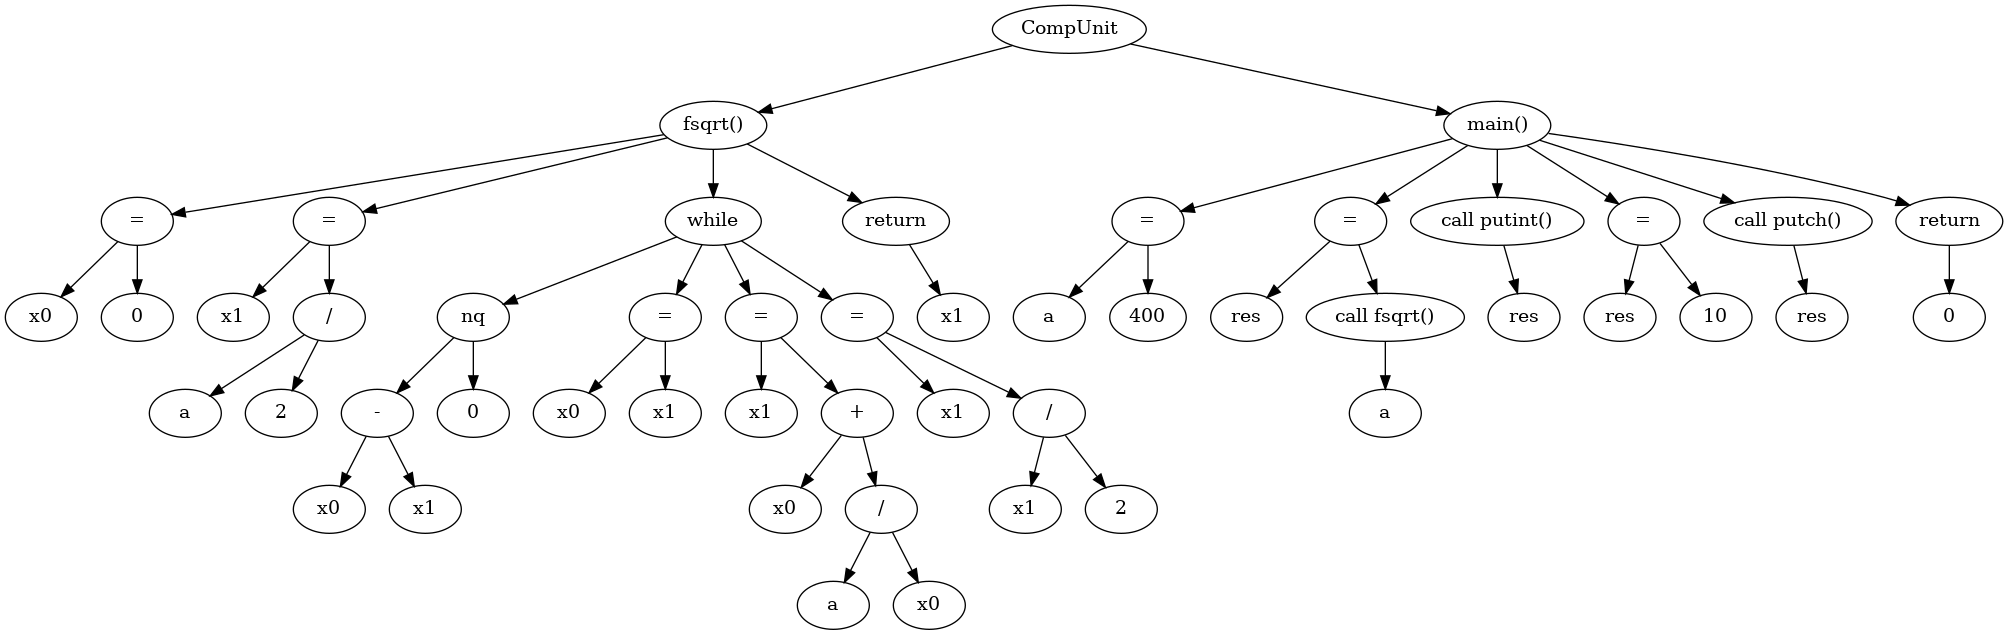 CompUnit
fsqrt()
main()
=
=
while
return
=
=
call putint()
=
call putch()
return
x0
0
x1
/
nq
=
=
=
x1
a
400
res
call fsqrt()
res
res
10
res
0
a
2
-
0
x0
x1
x1
+
x1
/
a
x0
x1
x0
/
x1
2
a
x0